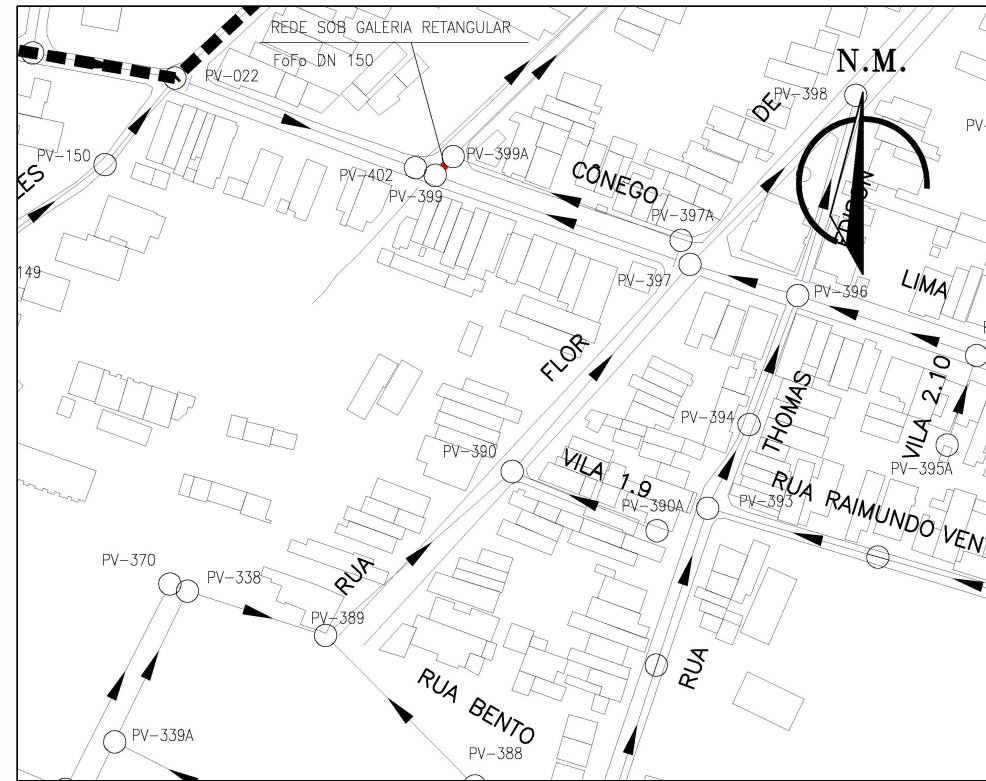 REDE SOB GALERIA RETANGULAR
FoFo DN 150
N.M.
PV-022
PV-398
DE
PV-
PV-150
PV-399A
PV-402
LES
PV-399
CÔNEGO
PV-397A
EDISON
149
PV-397
PV-396
LIMA
FLOR
THOMAS
VILA 2.10
PV-394
PV-390
VILA 1.9
PV-395A
PV-390A
PV-393
RUA RAIMUNDO VENT
PV-370
PV-338
RUA
PV-389
RUA
RUA BENTO
PV-339A
PV-388